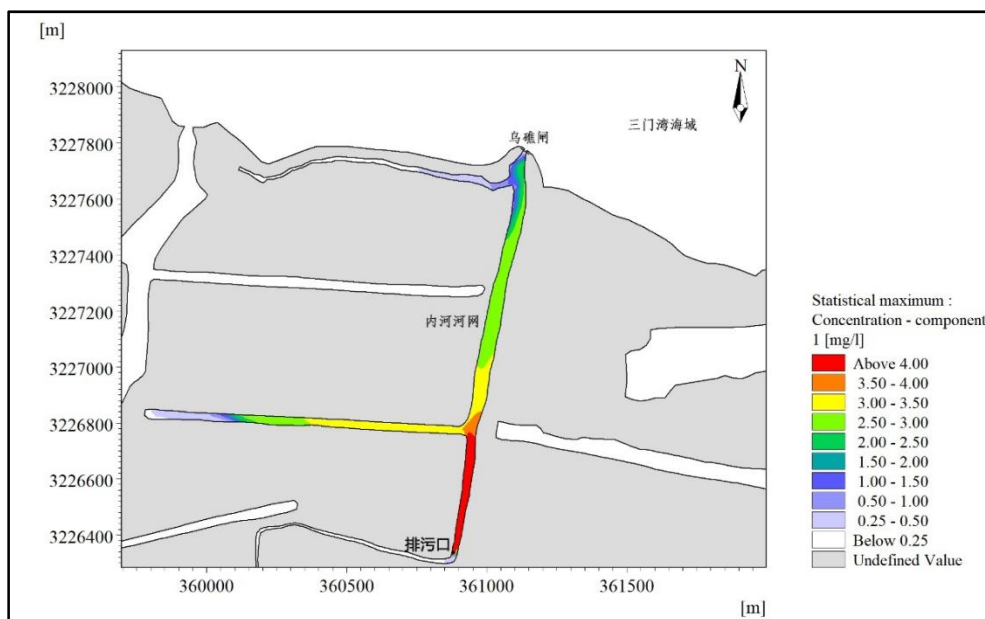 [m]
N
3228000
乌礁闸
三门湾海域
3227800
3227600
3227400
3227200
内河河网
3227000
3226800
3226600
3226400
排污口
360000
360500
361000
361500
[m]
Statistical maximum :
Concentration - component
1 [mg/l]
Above 4.00
3.50 - 4.00
3.00 - 3.50
2.50 - 3.00
2.00 - 2.50
1.50 - 2.00
1.00 - 1.50
0.50 - 1.00
0.25 - 0.50
Below 0.25
Undefined Value